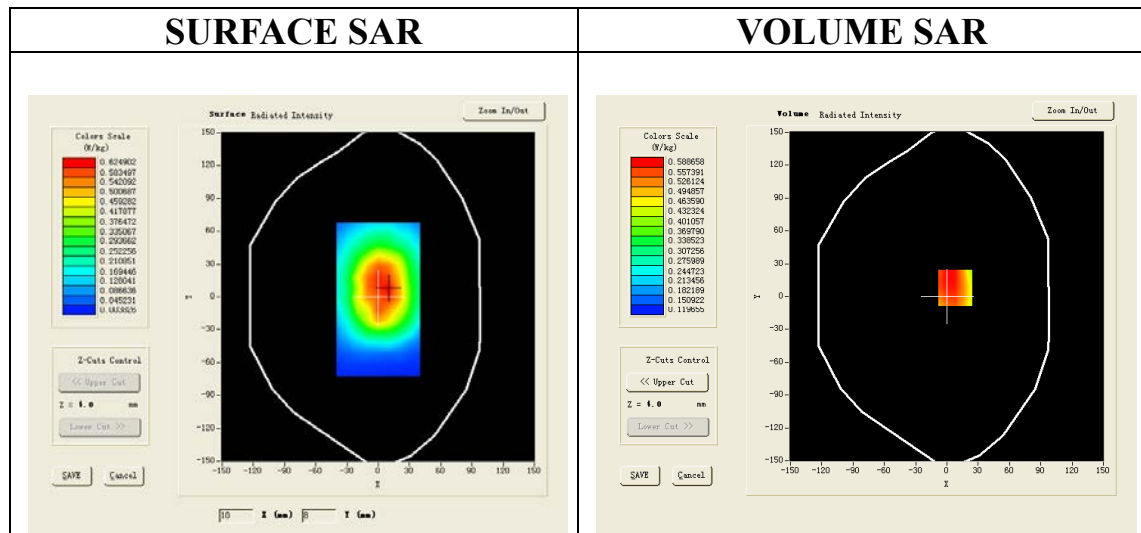 SURFACE SAR
VOLUME SAR
Surface Radiated Intensity
Zoom In/Out
Colors Scale
(W/kg)
0.624902
0.583497
0.542092
0.500687
0.459282
0.417877
0.376472
0.335067
0.293662
0.252256
0.210851
0.169446
0.128041
0.086636
0.045231
0.003826
150
120
90
60
30
0
-30
-60
-90
-120
-150
Y
-150 -120 -90 -60 -30 0 30 60 90 120 150
X
Z-Cuts Control
<< Upper Cut
Z = 4.0 mm
Lower Cut >>
SAVE
Cancel
10 X (mm) 8 Y (mm)
Volume Radiated Intensity
Zoom In/Out
Colors Scale
(W/kg)
0.588658
0.557391
0.526124
0.494857
0.463590
0.432324
0.401057
0.369790
0.338523
0.307256
0.275989
0.244723
0.213456
0.182189
0.150922
0.119655
150
120
90
60
30
0
-30
-60
-90
-120
-150
Y
-150 -120 -90 -60 -30 0 30 60 90 120 150
X
Z-Cuts Control
<< Upper Cut
Z = 4.0 mm
Lower Cut >>
SAVE
Cancel